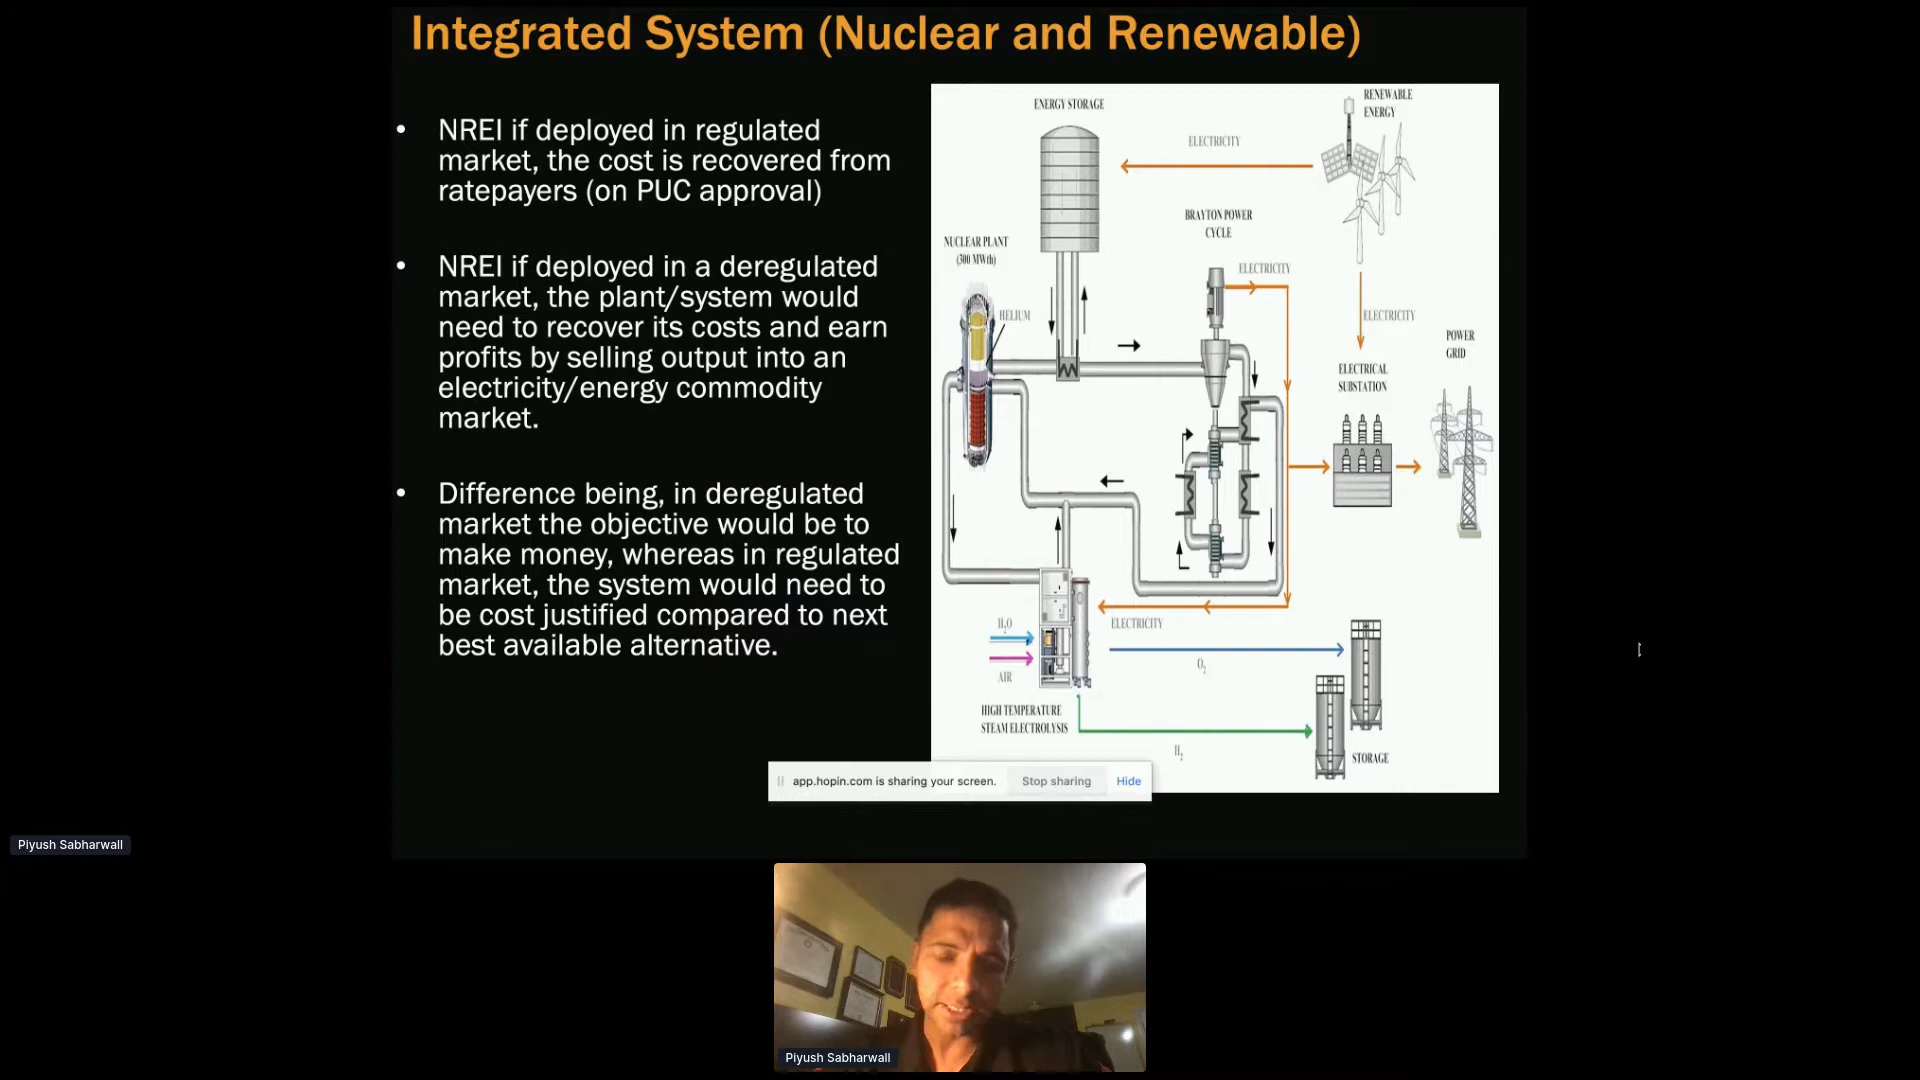 Integrated System (Nuclear and Renewable)
• NREI if deployed in regulated
market, the cost is recovered from
ratepayers (on PUC approval)
• NREI if deployed in a deregulated
market, the plant/system would
need to recover its costs and earn
profits by selling output into an
electricity/energy commodity
market.
• Difference being, in deregulated
market the objective would be to
make money, whereas in regulated
market, the system would need to
be cost justified compared to next
best available alternative.
ENERGY STORAGE
RENEWABLE
ENERGY
ELECTRICITY
BRAYTON POWER
CYCLE
NUCLEAR PLANT
(300 MWth)
ELECTRICITY
HELIUM
ELECTRICITY
POWER
GRID
ELECTRICAL
SUBSTATION
H₂O
ELECTRICITY
AIR
O₂
HIGH TEMPERATURE
STEAM ELECTROLYSIS
H₂
STORAGE
app.hopin.com is sharing your screen. Stop sharing Hide
Piyush Sabharwall
Piyush Sabharwall